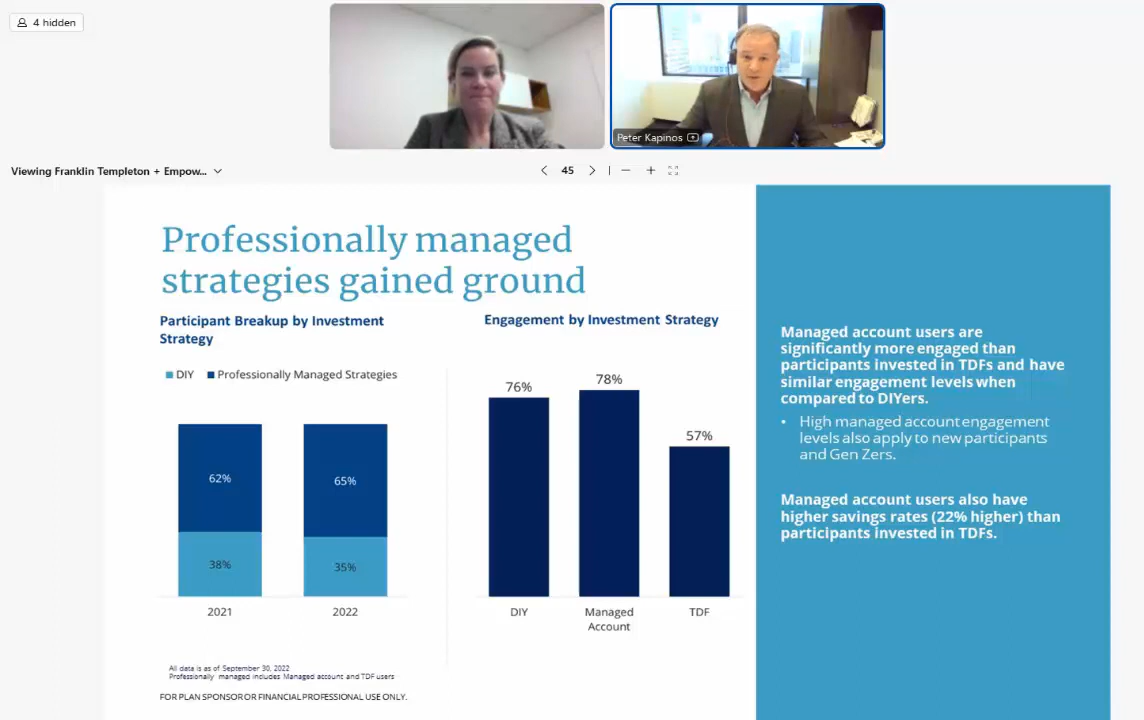 4 hidden
Peter Kapinos
Viewing Franklin Templeton + Empow...
45
Professionally managed
strategies gained ground
Participant Breakup by Investment
Strategy
DIY Professionally Managed Strategies
62%
65%
38%
35%
2021
2022
Engagement by Investment Strategy
76%
78%
57%
DIY
Managed
Account
TDF
All data is as of September 30, 2022
Professionally managed includes Managed account and TDF users
FOR PLAN SPONSOR OR FINANCIAL PROFESSIONAL USE ONLY.
Managed account users are
significantly more engaged than
participants invested in TDFs and have
similar engagement levels when
compared to DIYers.
• High managed account engagement
levels also apply to new participants
and Gen Zers.
Managed account users also have
higher savings rates (22% higher) than
participants invested in TDFs.